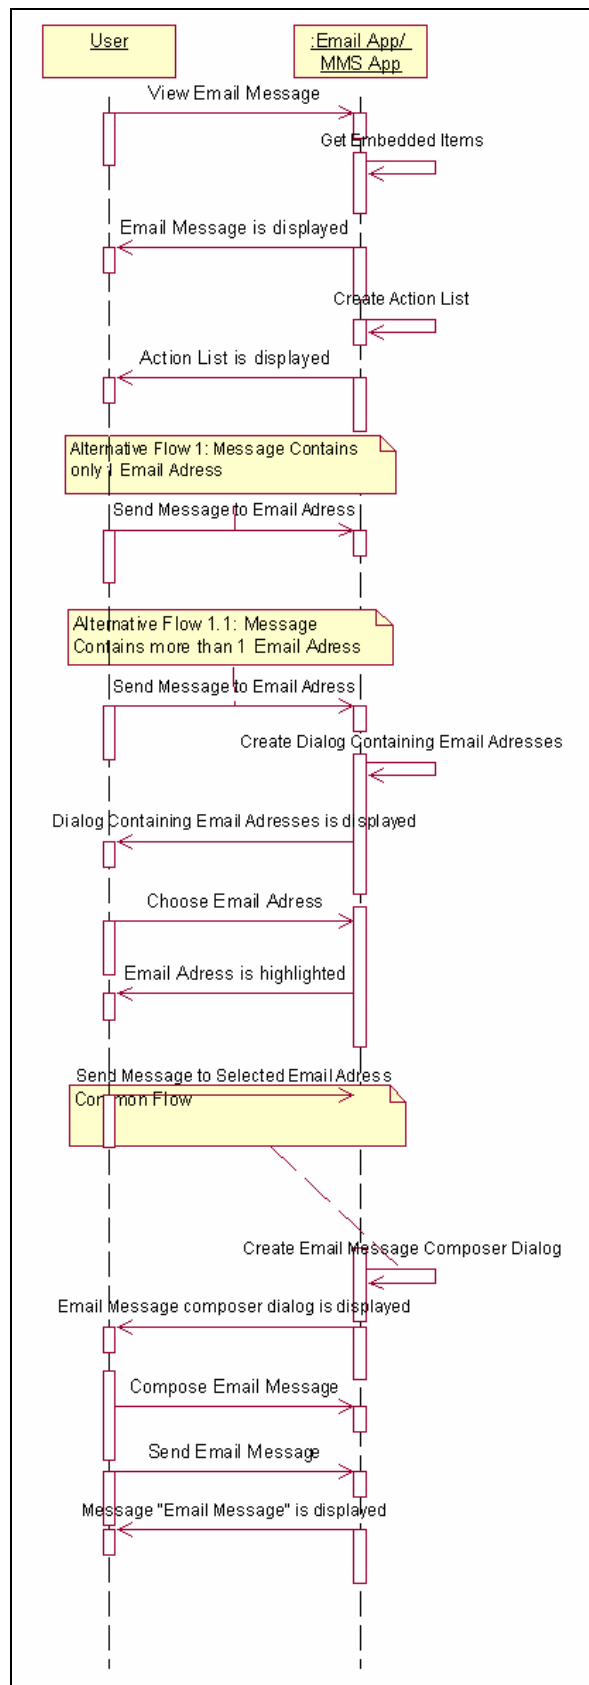 User
:Email App/
MMS App
View Email Message
Get Embedded Items
Email Message is displayed
Create Action List
Action List is displayed
Alternative Flow 1: Message Contains
only 1 Email Adress
Send Message to Email Adress
Alternative Flow 1.1: Message
Contains more than 1 Email Adress
Send Message to Email Adress
Create Dialog Containing Email Adresses
Dialog Containing Email Adresses is displayed
Choose Email Adress
Email Adress is highlighted
Send Message to Selected Email Adress
Common Flow
Create Email Message Composer Dialog
Email Message composer dialog is displayed
Compose Email Message
Send Email Message
Message "Email Message" is displayed